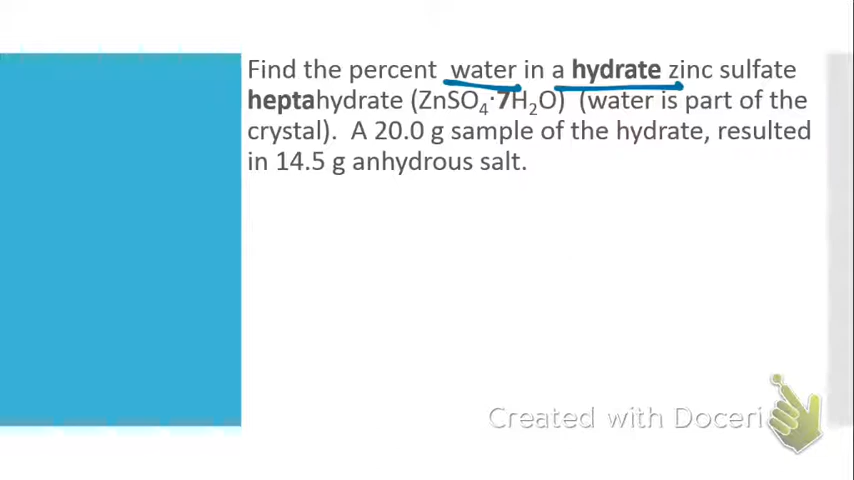 Find the percent water in a hydrate zinc sulfate
heptahydrate (ZnSO₄·7H₂O) (water is part of the
crystal). A 20.0 g sample of the hydrate, resulted
in 14.5 g anhydrous salt.
Created with Doceri